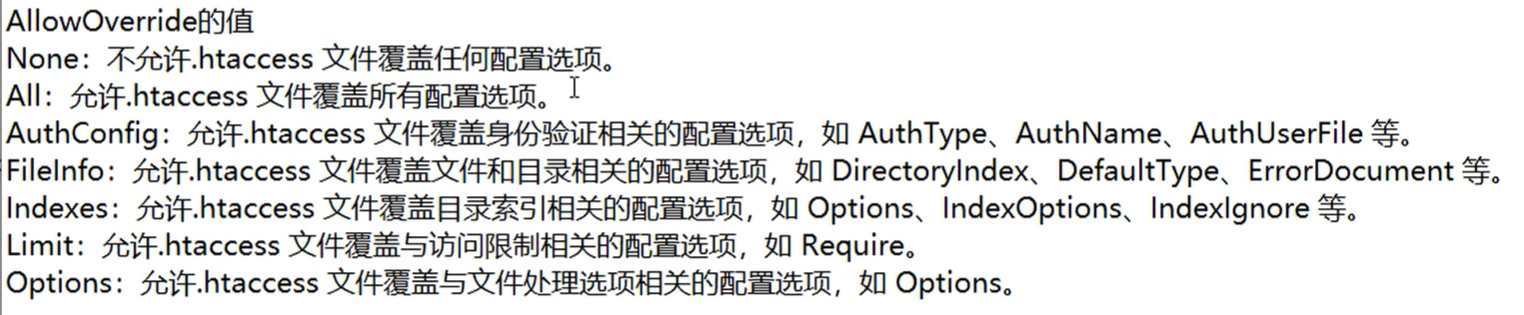 AllowOverride的值
None：不允许.htaccess 文件覆盖任何配置选项。
All：允许.htaccess 文件覆盖所有配置选项。
AuthConfig：允许.htaccess 文件覆盖身份验证相关的配置选项，如 AuthType、AuthName、AuthUserFile 等。
FileInfo：允许.htaccess 文件覆盖文件和目录相关的配置选项，如 DirectoryIndex、DefaultType、ErrorDocument 等。
Indexes：允许.htaccess 文件覆盖目录索引相关的配置选项，如 Options、IndexOptions、IndexIgnore 等。
Limit：允许.htaccess 文件覆盖与访问限制相关的配置选项，如 Require。
Options：允许.htaccess 文件覆盖与文件处理选项相关的配置选项，如 Options。